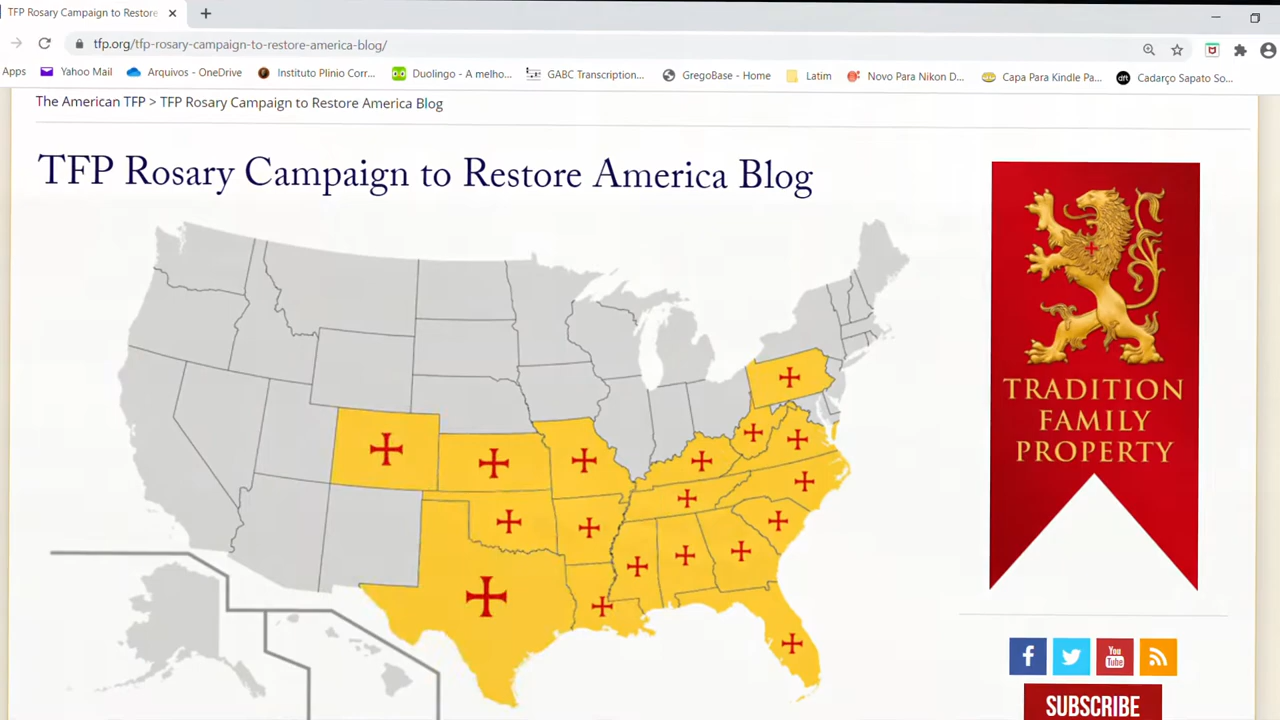 TFP Rosary Campaign to Restore
tfp.org/tfp-rosary-campaign-to-restore-america-blog/
Apps Yahoo Mail Arquivos - OneDrive Instituto Plinio Corr... Duolingo - A melho... GABC Transcription... GregoBase - Home Latim Novo Para Nikon D... Capa Para Kindle Pa... Cadarço Sapato So...
The American TFP > TFP Rosary Campaign to Restore America Blog
TFP Rosary Campaign to Restore America Blog
TRADITION
FAMILY
PROPERTY
You
Tube
SUBSCRIBE